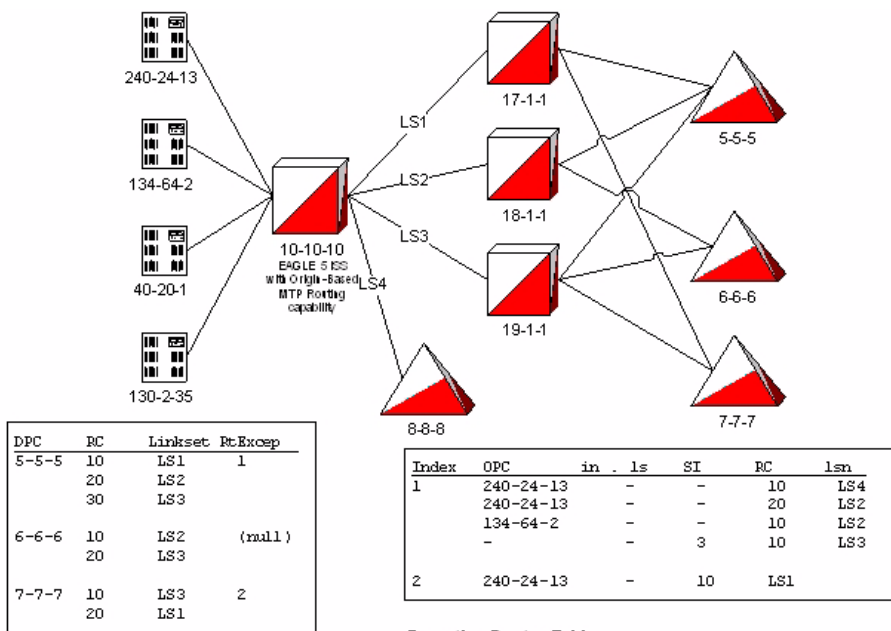 240-24-13
134-64-2
40-20-1
130-2-35
10-10-10
EAGLE 5 ISS
with Origin-Based
MTP Routing
capability
LS1
LS2
LS3
LS4
17-1-1
18-1-1
19-1-1
5-5-5
6-6-6
7-7-7
8-8-8
DPC RC Linkset RtExcep
5-5-5 10 LS1 1
20 LS2
30 LS3
6-6-6 10 LS2 (null)
20 LS3
7-7-7 10 LS3 2
20 LS1
Index OPC in . ls SI RC lsn
1 240-24-13 - - 10 LS4
240-24-13 - - 20 LS2
134-64-2 - - 10 LS2
- 3 10 LS3
2 240-24-13 - 10 LS1